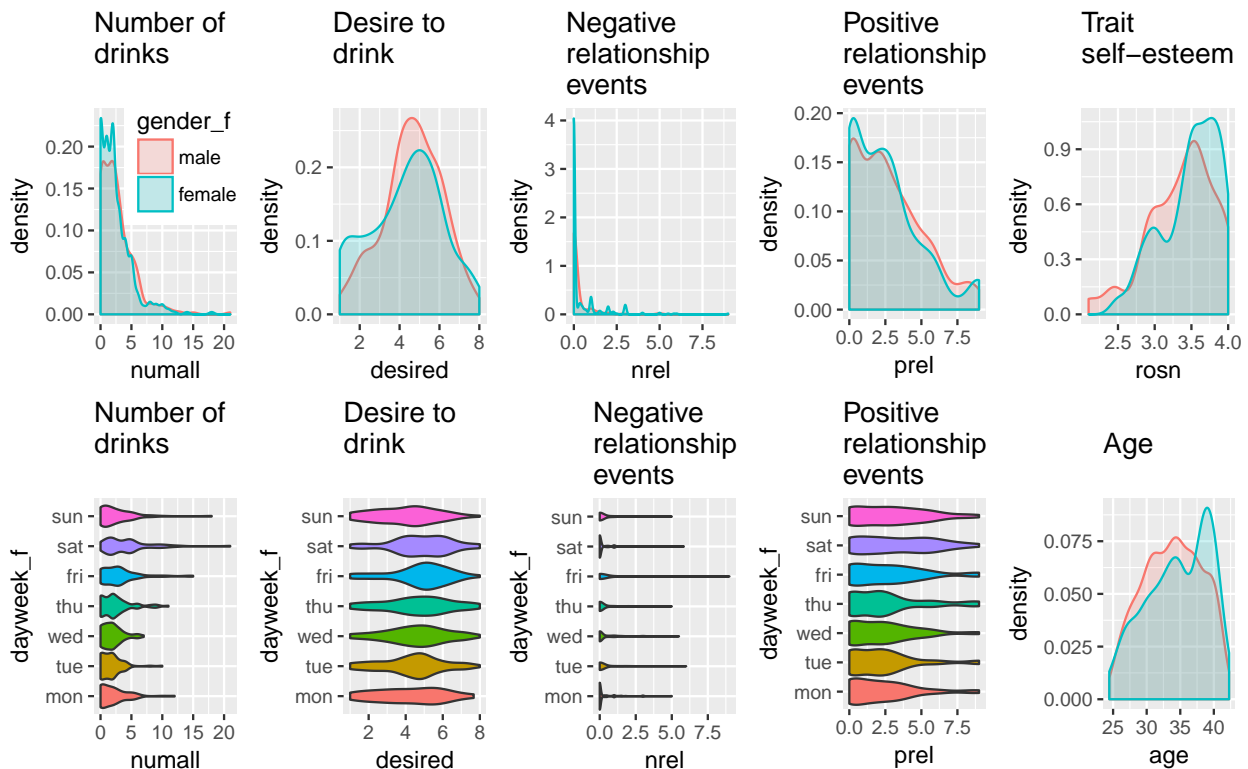 Number of
drinks
Desire to
drink
Negative
relationship
events
Positive
relationship
events
Trait
self−esteem
density
0.20
0.15
0.10
0.05
0.00
gender_f
male
female
0 5 10 15 20
numall
density
0.2
0.1
0.0
2 4 6 8
desired
density
4
3
2
1
0
0.0 2.5 5.0 7.5
nrel
density
0.20
0.15
0.10
0.05
0.00
0.0 2.5 5.0 7.5
prel
density
0.9
0.6
0.3
0.0
2.5 3.0 3.5 4.0
rosn
Number of
drinks
Desire to
drink
Negative
relationship
events
Positive
relationship
events
Age
dayweek_f
sun
sat
fri
thu
wed
tue
mon
0 5 10 15 20
numall
dayweek_f
sun
sat
fri
thu
wed
tue
mon
2 4 6 8
desired
dayweek_f
sun
sat
fri
thu
wed
tue
mon
0.0 2.5 5.0 7.5
nrel
dayweek_f
sun
sat
fri
thu
wed
tue
mon
0.0 2.5 5.0 7.5
prel
density
0.075
0.050
0.025
0.000
25 30 35 40
age